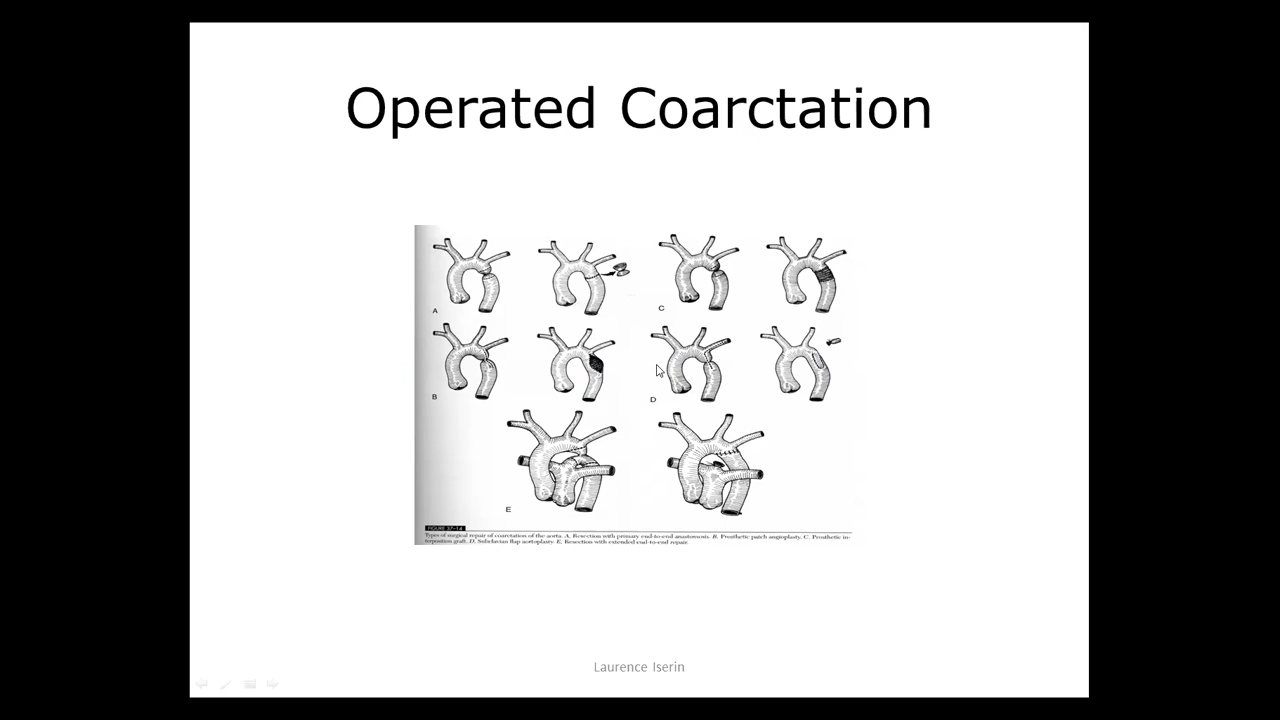 Operated Coarctation
A
C
B
D
E
FIGURE 37-14
Types of surgical repair of coarctation of the aorta. A, Resection with primary end-to-end anastomosis. B, Prosthetic patch angioplasty. C, Prosthetic in-
terposition graft. D, Subclavian flap aortoplasty. E, Resection with extended end-to-end repair.
Laurence Iserin